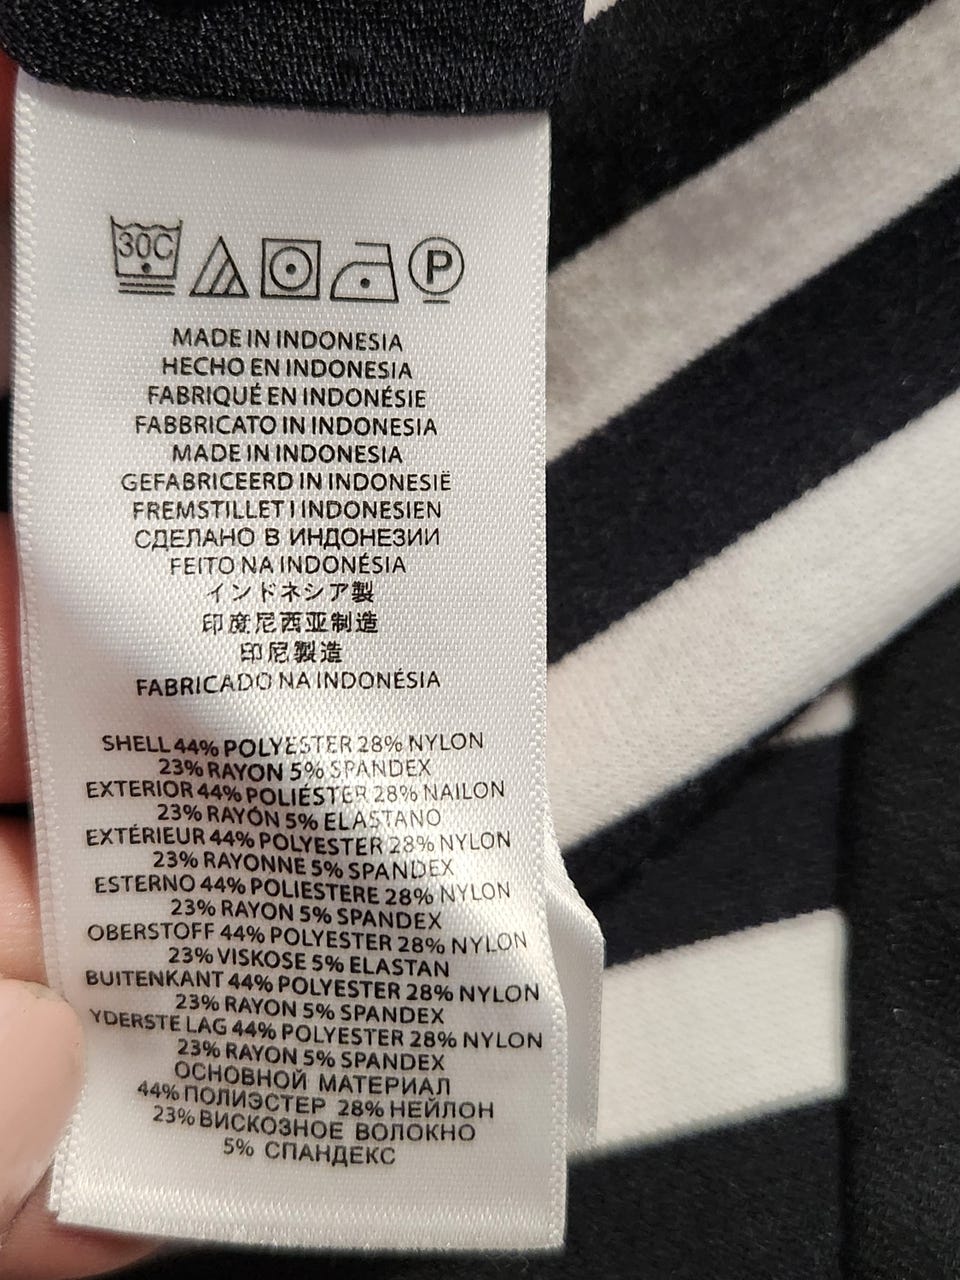 30C
P
MADE IN INDONESIA
HECHO EN INDONESIA
FABRIQUÉ EN INDONÉSIE
FABBRICATO IN INDONESIA
MADE IN INDONESIA
GEFABRICEERD IN INDONESIË
FREMSTILLET I INDONESIEN
СДЕЛАНО В ИНДОНЕЗИИ
FEITO NA INDONÉSIA
インドネシア製
印度尼西亚制造
印尼製造
FABRICADO NA INDONÉSIA
SHELL 44% POLYESTER 28% NYLON
23% RAYON 5% SPANDEX
EXTERIOR 44% POLIÉSTER 28% NAILON
23% RAYÓN 5% ELASTANO
EXTÉRIEUR 44% POLYESTER 28% NYLON
23% RAYONNE 5% SPANDEX
ESTERNO 44% POLIESTERE 28% NYLON
23% RAYON 5% SPANDEX
OBERSTOFF 44% POLYESTER 28% NYLON
23% VISKOSE 5% ELASTAN
BUITENKANT 44% POLYESTER 28% NYLON
23% RAYON 5% SPANDEX
YDERSTE LAG 44% POLYESTER 28% NYLON
23% RAYON 5% SPANDEX
ОСНОВНОЙ МАТЕРИАЛ
44% ПОЛИЭСТЕР 28% НЕЙЛОН
23% ВИСКОЗНОЕ ВОЛОКНО
5% СПАНДЕКС